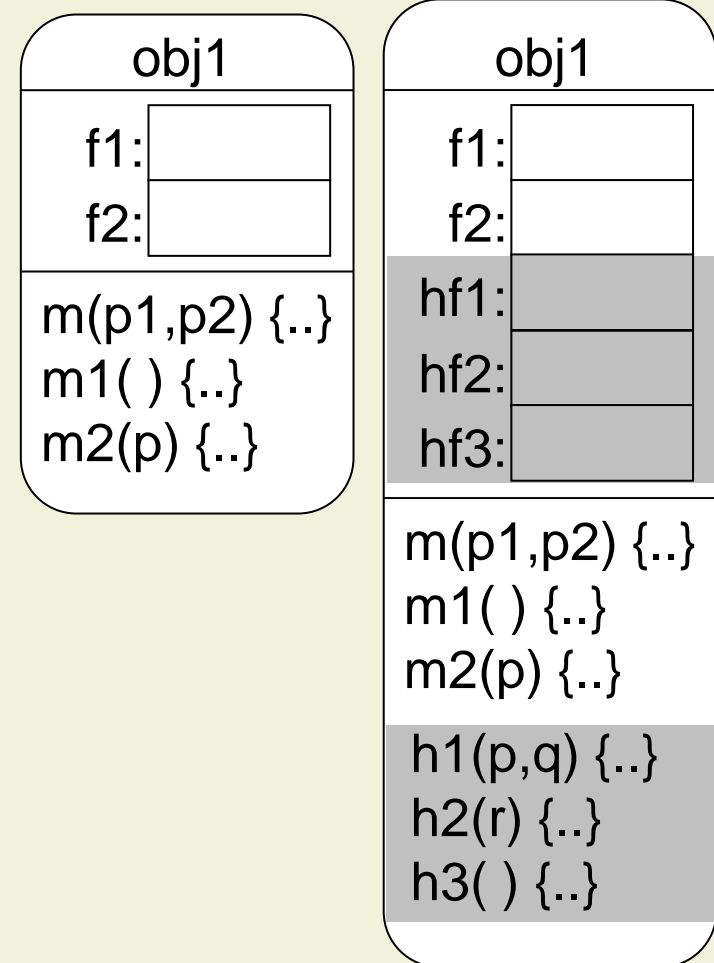 obj1
f1:
f2:
m(p1,p2) {..}
m1( ) {..}
m2(p) {..}
obj1
f1:
f2:
hf1:
hf2:
hf3:
m(p1,p2) {..}
m1( ) {..}
m2(p) {..}
h1(p,q) {..}
h2(r) {..}
h3( ) {..}